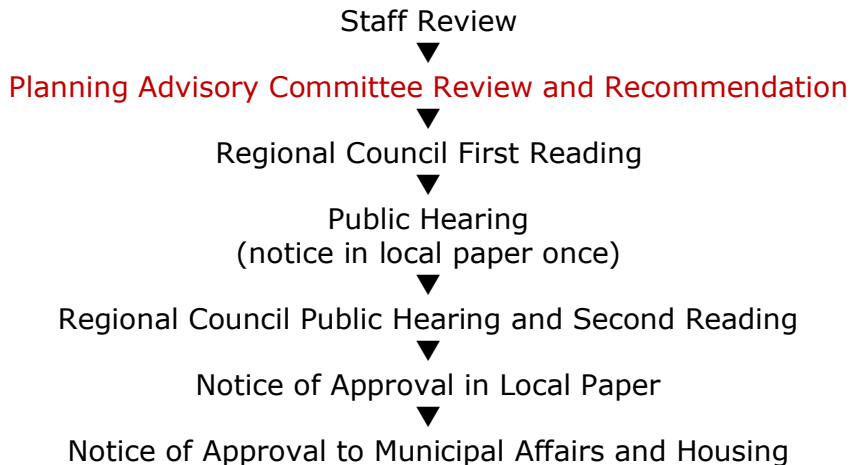 Staff Review
Planning Advisory Committee Review and Recommendation
Regional Council First Reading
Public Hearing
(notice in local paper once)
Regional Council Public Hearing and Second Reading
Notice of Approval in Local Paper
Notice of Approval to Municipal Affairs and Housing